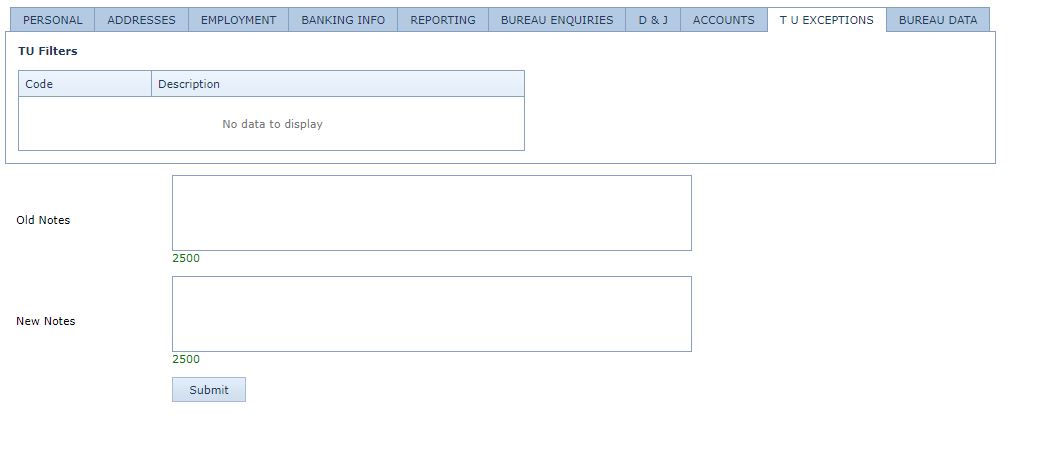 PERSONAL ADDRESSES EMPLOYMENT BANKING INFO REPORTING BUREAU ENQUIRIES D & J ACCOUNTS T U EXCEPTIONS BUREAU DATA
TU Filters
Code Description
No data to display
Old Notes
2500
New Notes
2500
Submit